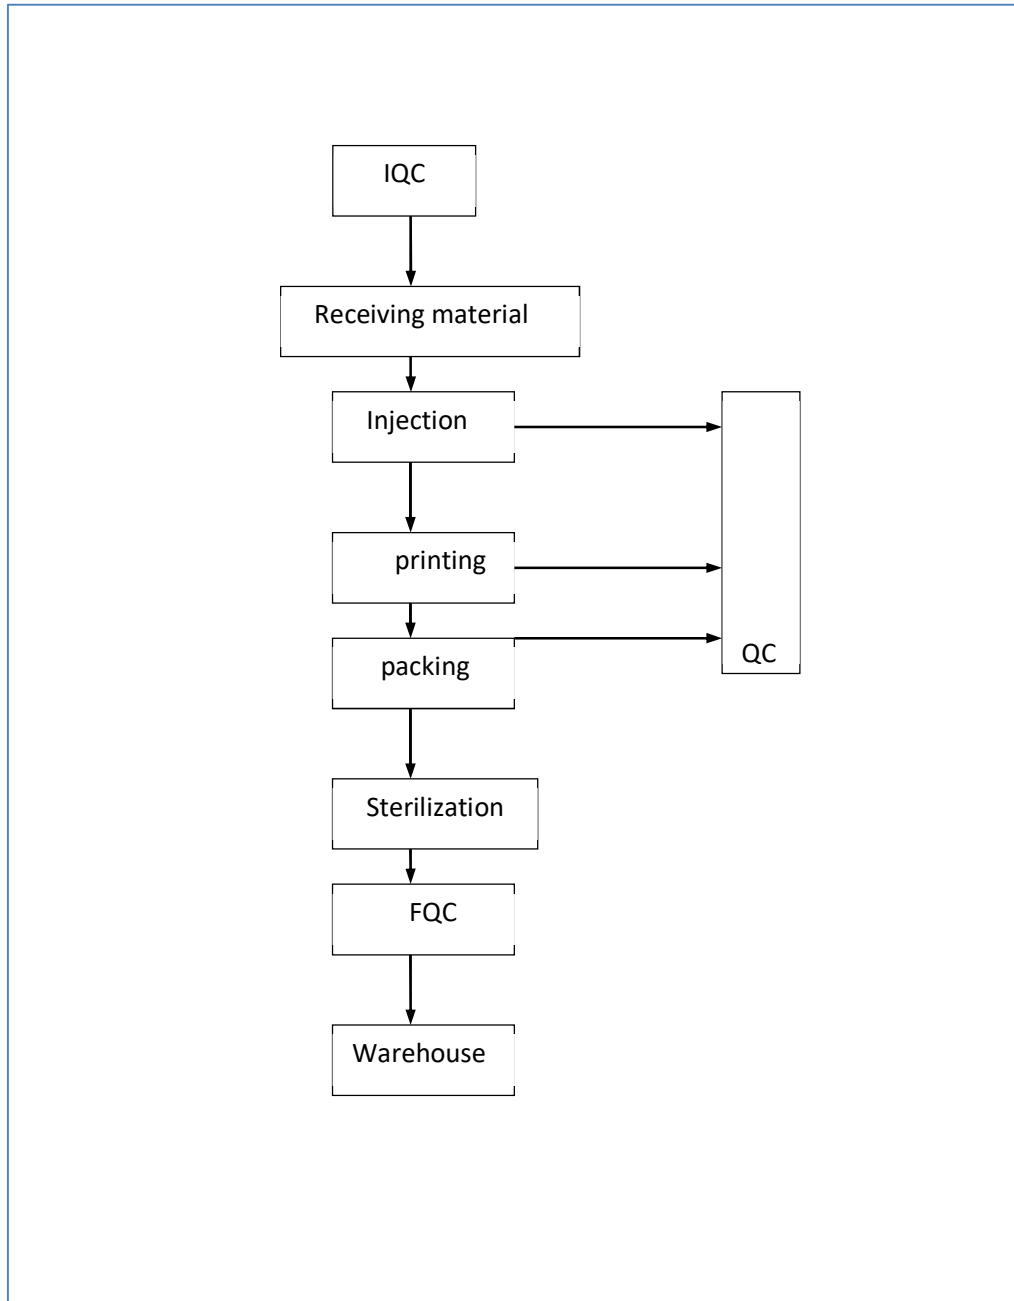 IQC
Receiving material
Injection
printing
packing
QC
Sterilization
FQC
Warehouse